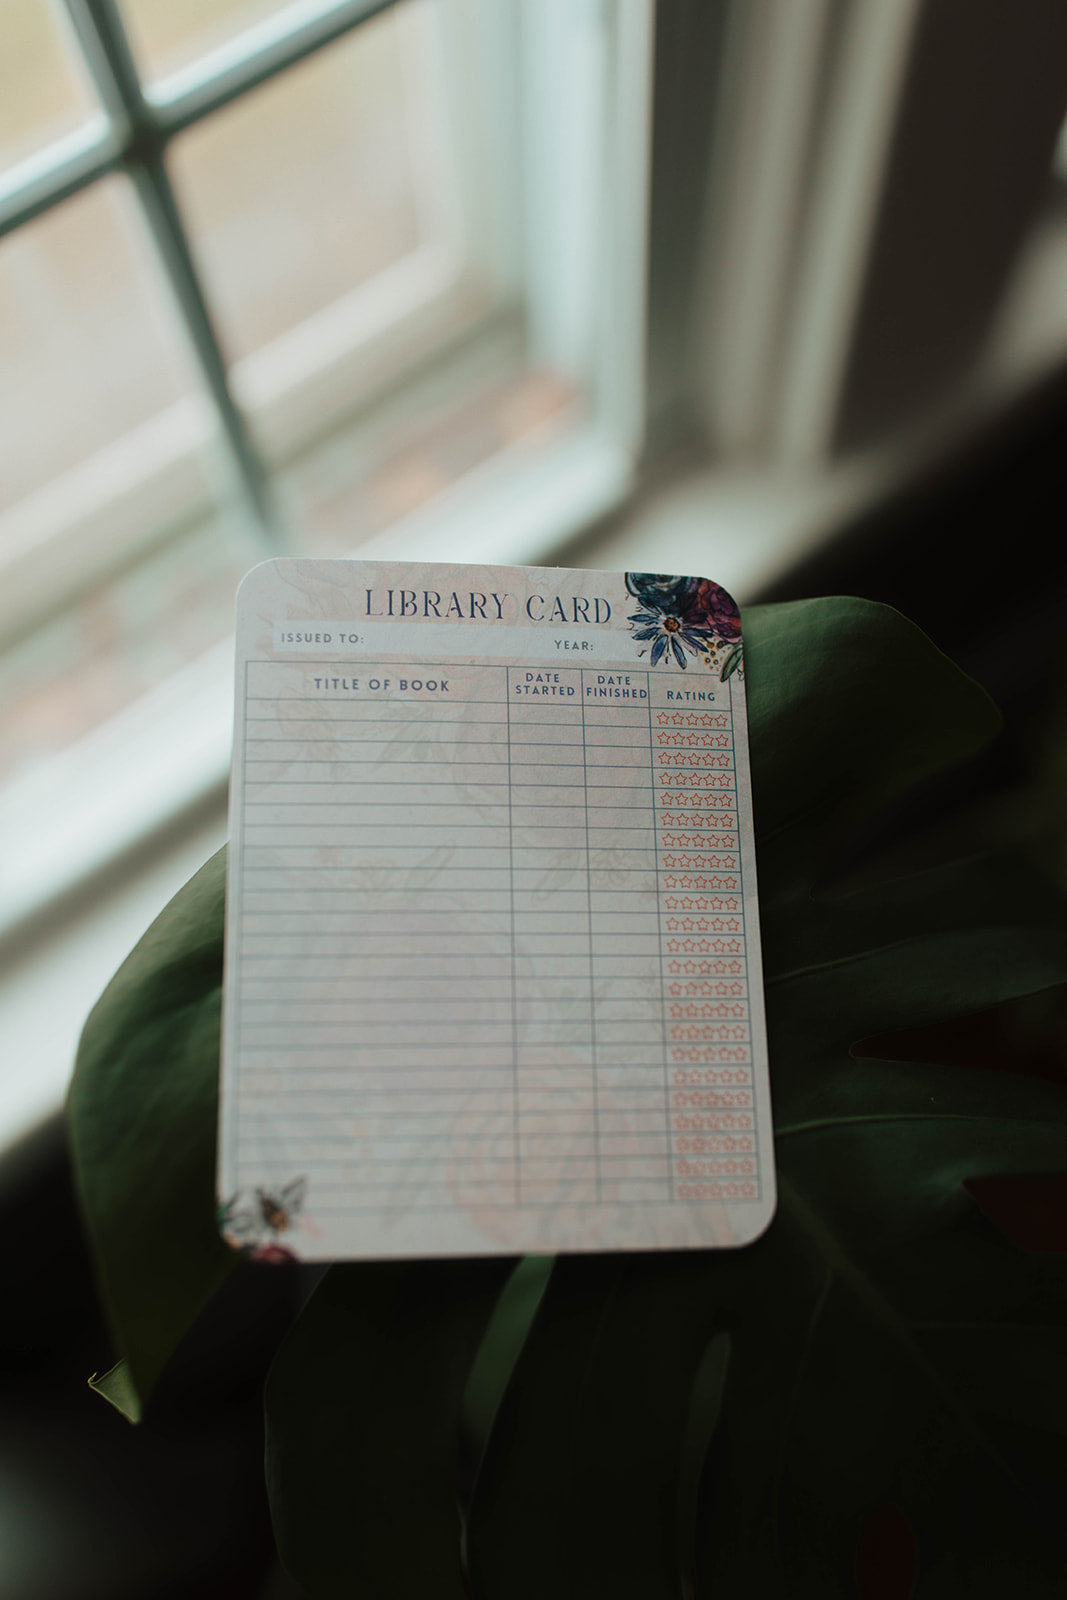 LIBRARY CARD
ISSUED TO: YEAR:
TITLE OF BOOK DATE STARTED DATE FINISHED RATING